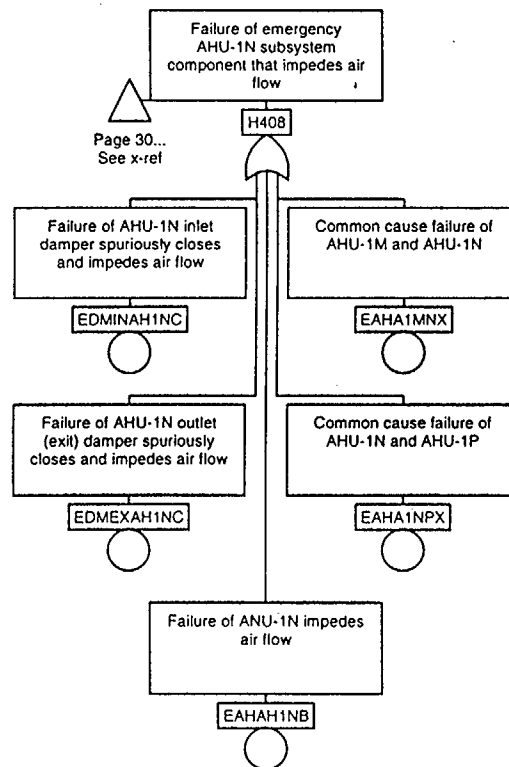 Failure of emergency
AHU-1N subsystem
component that impedes air
flow
H408
Page 30...
See x-ref
Failure of AHU-1N inlet
damper spuriously closes
and impedes air flow
EDMINAH1NC
Common cause failure of
AHU-1M and AHU-1N
EAHA1MNX
Failure of AHU-1N outlet
(exit) damper spuriously
closes and impedes air flow
EDMEXAH1NC
Common cause failure of
AHU-1N and AHU-1P
EAHA1NPX
Failure of ANU-1N impedes
air flow
EAHAH1NB